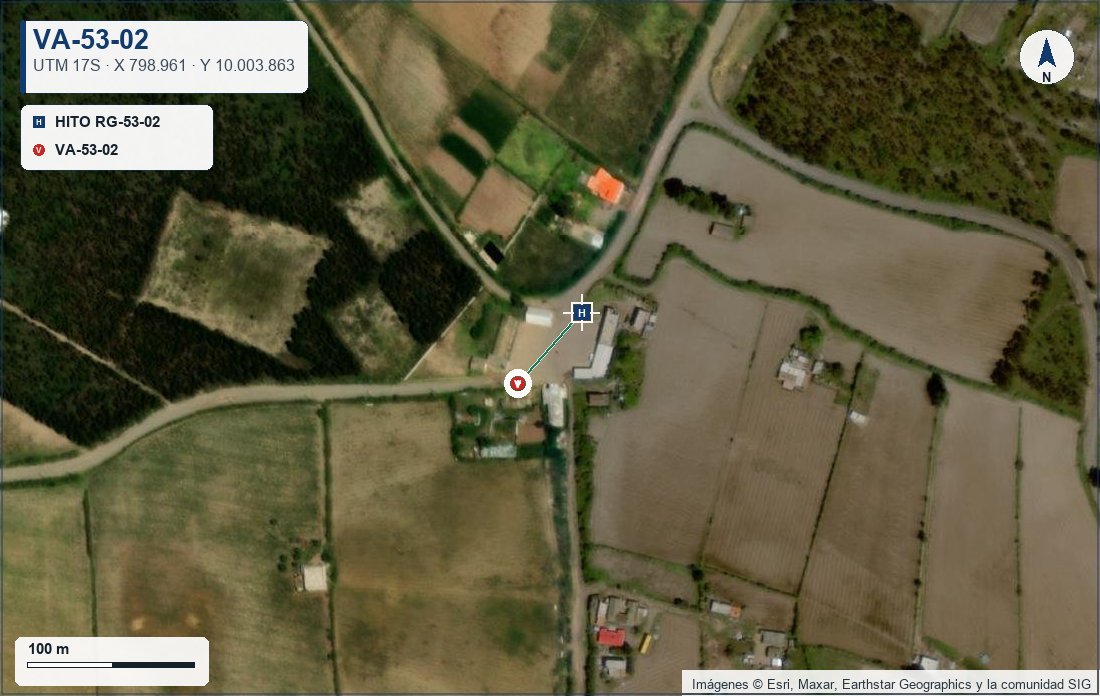 VA-53-02
UTM 17S · X 798.961 · Y 10.003.863
H HITO RG-53-02
V VA-53-02
N
H
V
100 m
Imágenes © Esri, Maxar, Earthstar Geographics y la comunidad SIG